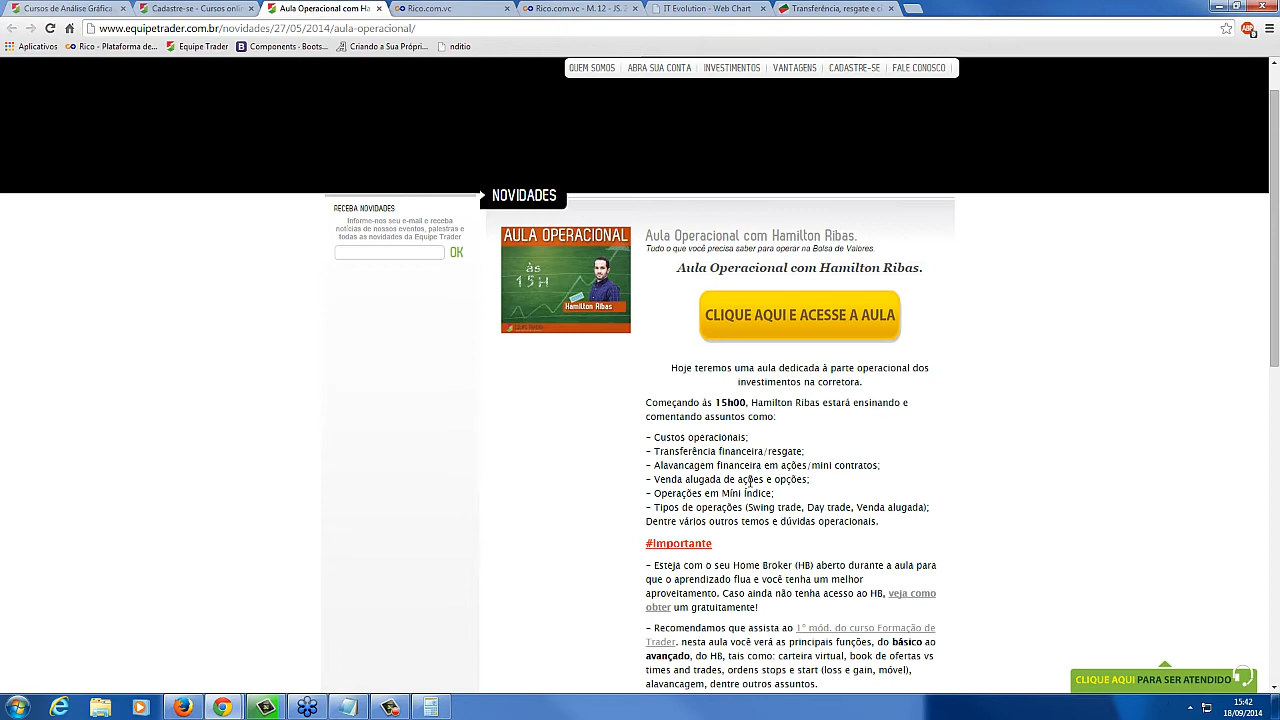 Cursos de Análise Gráfica
Cadastre-se - Cursos onlin
Aula Operacional com Ha
Rico.com.vc
Rico.com.vc - M. 12 - JS. 2
IT Evolution - Web Chart
Transferência, resgate e c
www.equipetrader.com.br/novidades/27/05/2014/aula-operacional/
Aplicativos
Rico - Plataforma de...
Equipe Trader
Components · Boots...
Criando a Sua Própri...
nditio
QUEM SOMOS
ABRA SUA CONTA
INVESTIMENTOS
VANTAGENS
CADASTRE-SE
FALE CONOSCO
NOVIDADES
RECEBA NOVIDADES
Informe-nos seu e-mail e receba
notícias de nossos eventos, palestras e
todas as novidades da Equipe Trader
OK
AULA OPERACIONAL
às
15H
Hamilton Ribas
Aula Operacional com Hamilton Ribas.
Tudo o que você precisa saber para operar na Bolsa de Valores.
Aula Operacional com Hamilton Ribas.
CLIQUE AQUI E ACESSE A AULA
Hoje teremos uma aula dedicada à parte operacional dos
investimentos na corretora.
Começando às 15h00, Hamilton Ribas estará ensinando e
comentando assuntos como:
– Custos operacionais;
– Transferência financeira/resgate;
– Alavancagem financeira em ações/mini contratos;
– Venda alugada de ações e opções;
– Operações em Míni Índice;
– Tipos de operações (Swing trade, Day trade, Venda alugada);
Dentre vários outros temos e dúvidas operacionais.
#Importante
– Esteja com o seu Home Broker (HB) aberto durante a aula para
que o aprendizado flua e você tenha um melhor
aproveitamento. Caso ainda não tenha acesso ao HB, veja como
obter um gratuitamente!
– Recomendamos que assista ao 1° mód. do curso Formação de
Trader. nesta aula você verá as principais funções, do básico ao
avançado, do HB, tais como: carteira virtual, book de ofertas vs
times and trades, ordens stops e start (loss e gain, móvel),
alavancagem, dentre outros assuntos.
CLIQUE AQUI PARA SER ATENDIDO
15:42
18/09/2014